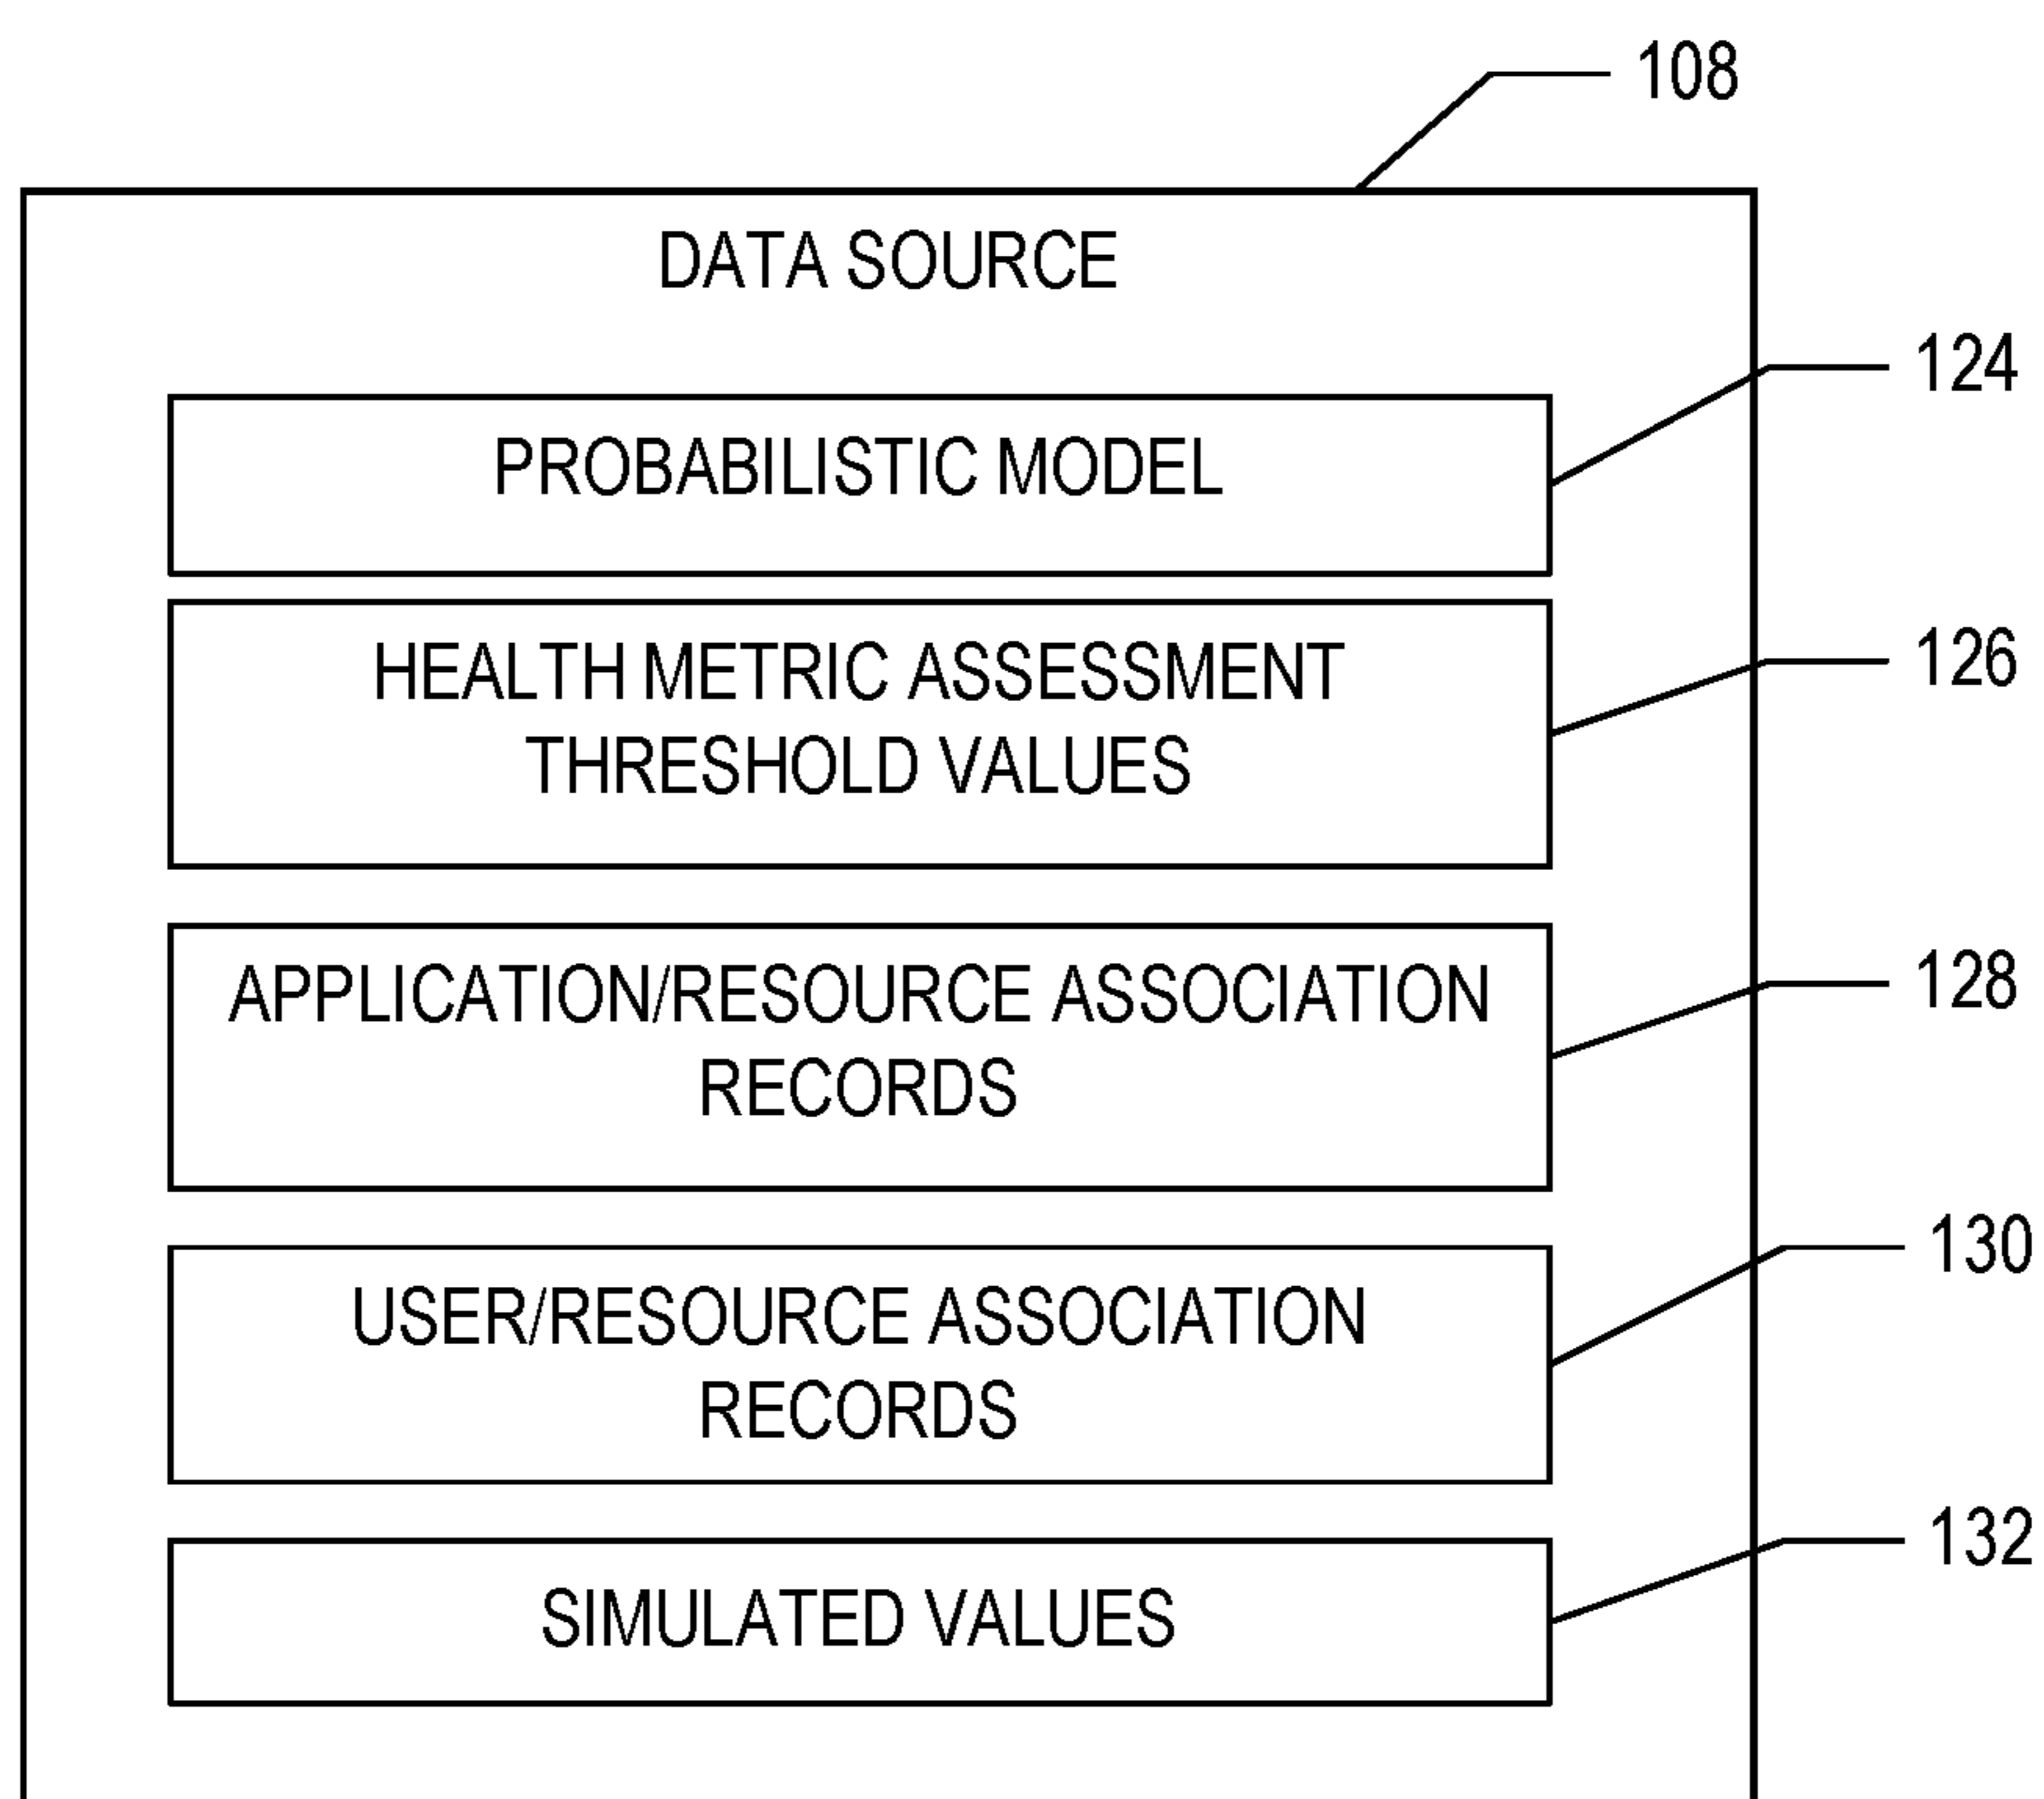 108
DATA SOURCE
124
PROBABILISTIC MODEL
126
HEALTH METRIC ASSESSMENT
THRESHOLD VALUES
128
APPLICATION/RESOURCE ASSOCIATION
RECORDS
130
USER/RESOURCE ASSOCIATION
RECORDS
132
SIMULATED VALUES